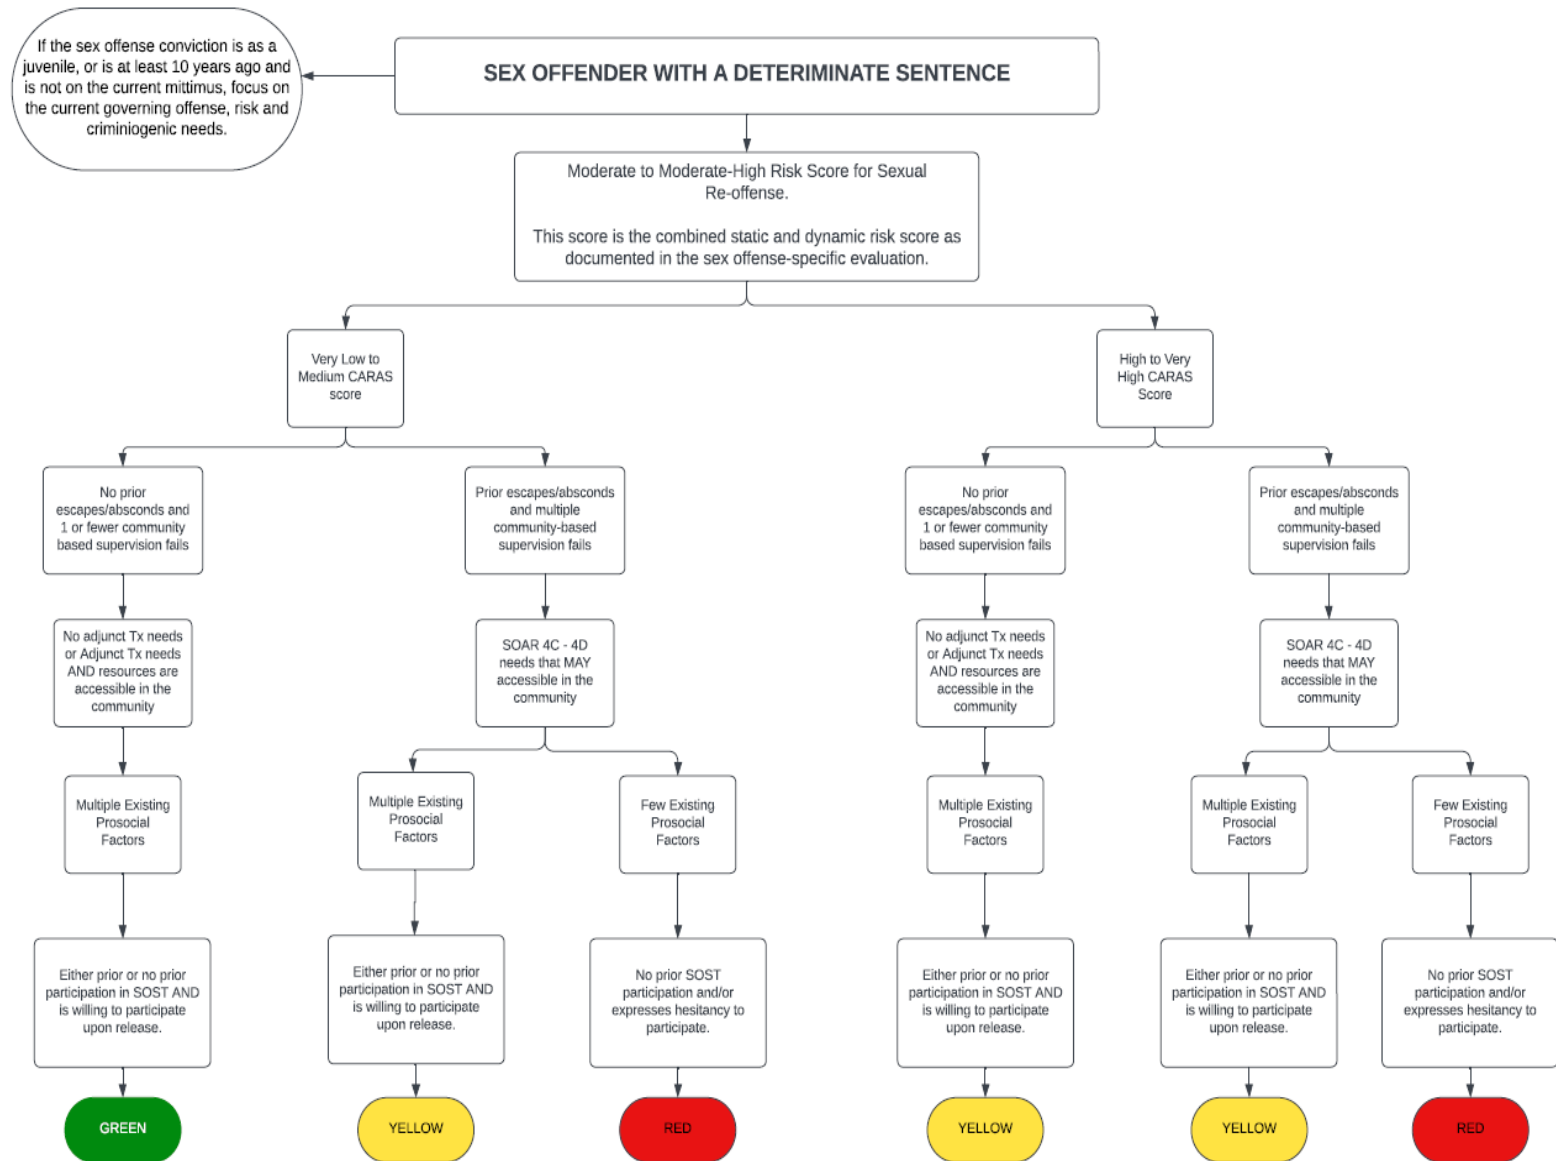 If the sex offense conviction is as a
juvenile, or is at least 10 years ago and
is not on the current mittimus, focus on
the current governing offense, risk and
criminiogenic needs.
SEX OFFENDER WITH A DETERIMINATE SENTENCE
Moderate to Moderate-High Risk Score for Sexual
Re-offense.
This score is the combined static and dynamic risk score as
documented in the sex offense-specific evaluation.
Very Low to
Medium CARAS
score
High to Very
High CARAS
Score
No prior
escapes/absconds and
1 or fewer community
based supervision fails
Prior escapes/absconds
and multiple
community-based
supervision fails
No prior
escapes/absconds and
1 or fewer community
based supervision fails
Prior escapes/absconds
and multiple
community-based
supervision fails
No adjunct Tx needs
or Adjunct Tx needs
AND resources are
accessible in the
community
SOAR 4C - 4D
needs that MAY
accessible in the
community
No adjunct Tx needs
or Adjunct Tx needs
AND resources are
accessible in the
community
SOAR 4C - 4D
needs that MAY
accessible in the
community
Multiple Existing
Prosocial
Factors
Multiple Existing
Prosocial
Factors
Few Existing
Prosocial
Factors
Multiple Existing
Prosocial
Factors
Multiple Existing
Prosocial
Factors
Few Existing
Prosocial
Factors
Either prior or no prior
participation in SOST AND
is willing to participate
upon release.
Either prior or no prior
participation in SOST AND
is willing to participate
upon release.
No prior SOST
participation and/or
expresses hesitancy to
participate.
Either prior or no prior
participation in SOST AND
is willing to participate
upon release.
Either prior or no prior
participation in SOST AND
is willing to participate
upon release.
No prior SOST
participation and/or
expresses hesitancy to
participate.
GREEN
YELLOW
RED
YELLOW
YELLOW
RED